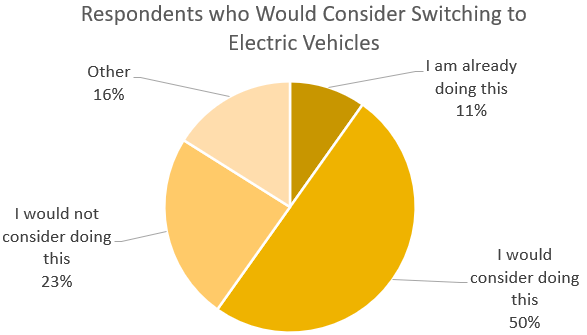 Respondents who Would Consider Switching to
Electric Vehicles
I am already
doing this
11%
Other
16%
I would not
consider doing
this
23%
I would
consider doing
this
50%